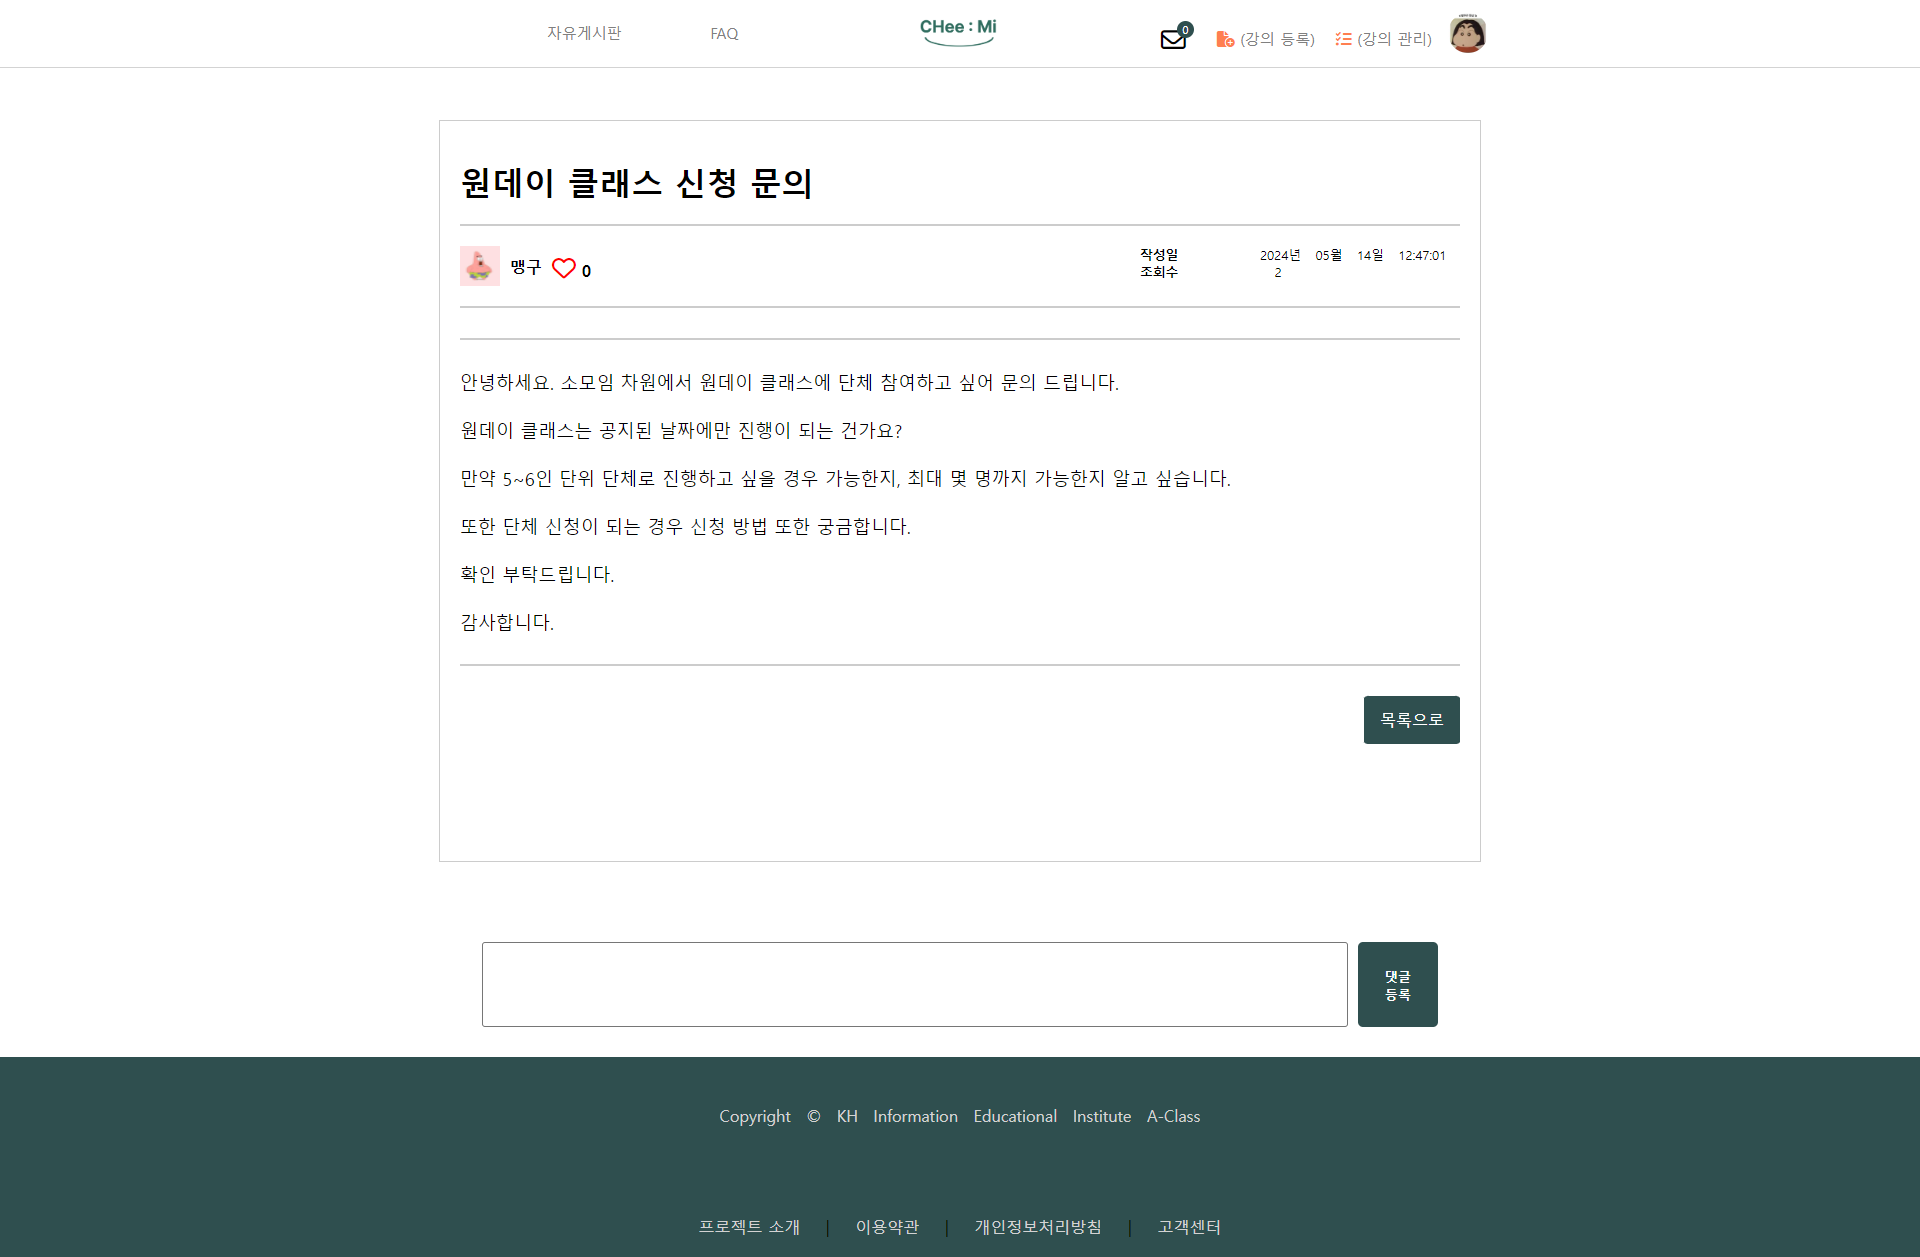 자유게시판
FAQ
CHee : Mi
0
(강의 등록)
(강의 관리)
원데이 클래스 신청 문의
맹구
0
작성일 2024년 05월 14일 12:47:01
조회수 2
안녕하세요. 소모임 차원에서 원데이 클래스에 단체 참여하고 싶어 문의 드립니다.
원데이 클래스는 공지된 날짜에만 진행이 되는 건가요?
만약 5~6인 단위 단체로 진행하고 싶을 경우 가능한지, 최대 몇 명까지 가능한지 알고 싶습니다.
또한 단체 신청이 되는 경우 신청 방법 또한 궁금합니다.
확인 부탁드립니다.
감사합니다.
목록으로
댓글
등록
Copyright © KH Information Educational Institute A-Class
프로젝트 소개 | 이용약관 | 개인정보처리방침 | 고객센터